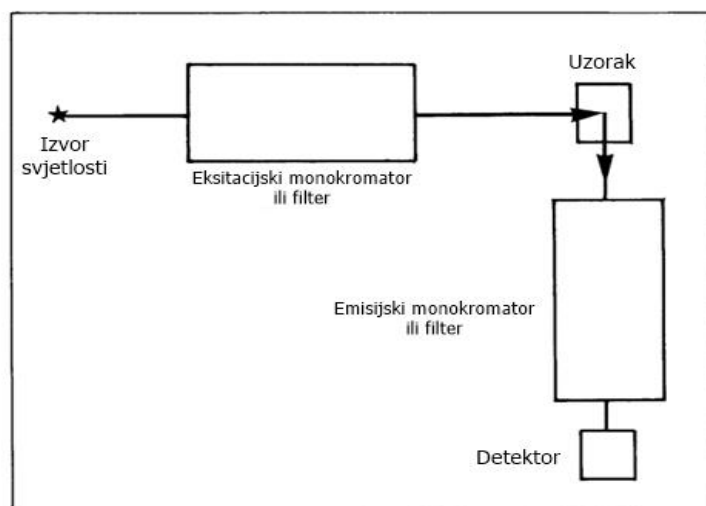 Uzorak
Izvor
svjetlosti
Eksitacijski monokromator
ili filter
Emisijski monokromator
ili filter
Detektor